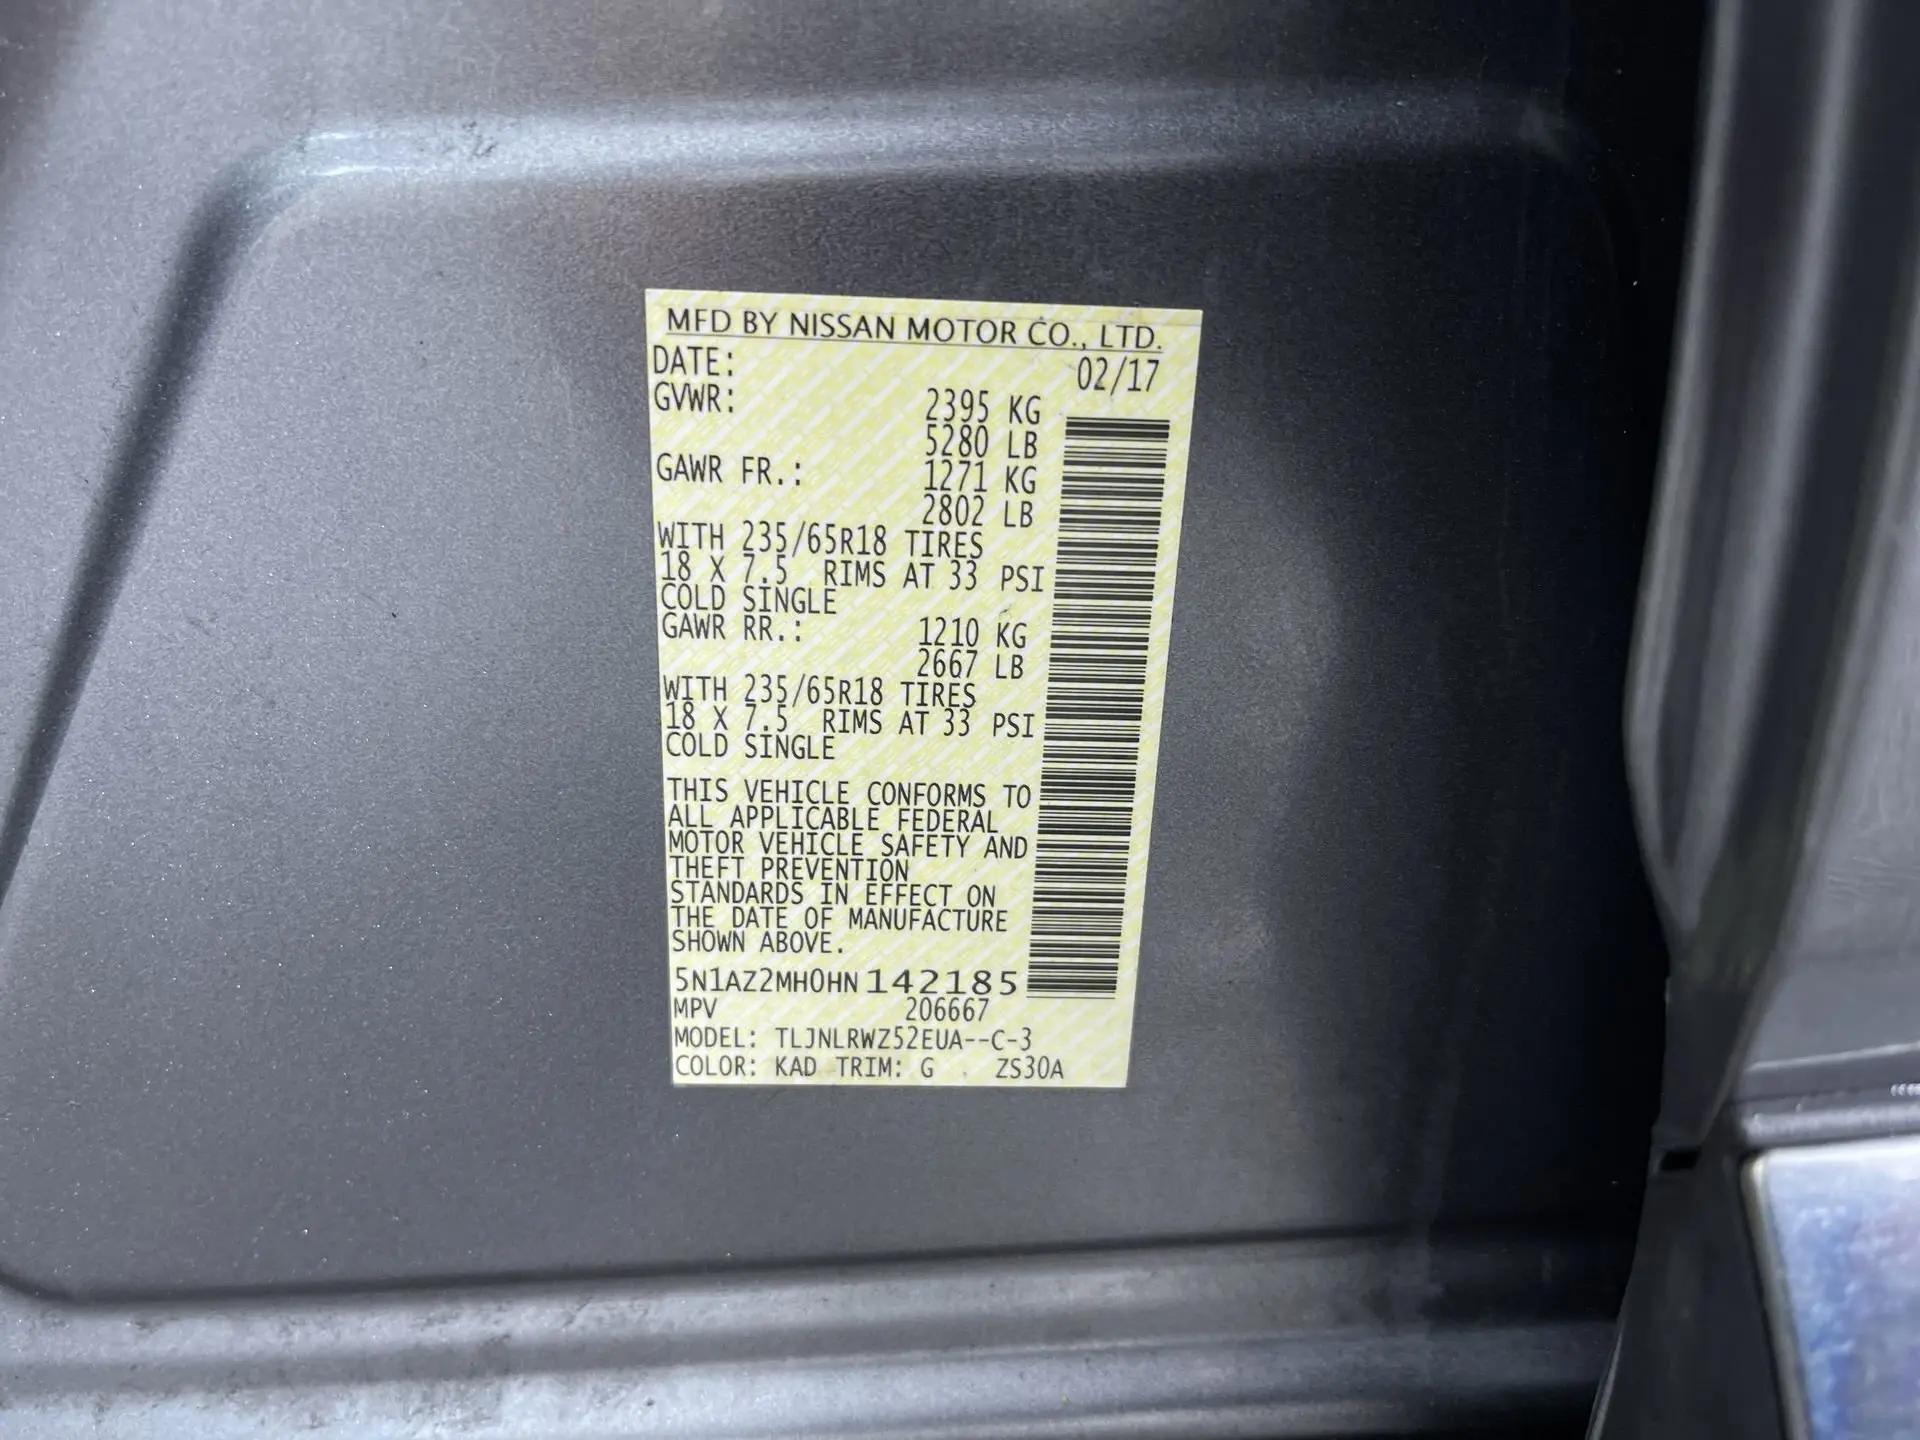 MFD BY NISSAN MOTOR CO., LTD.
DATE: 02/17
GVWR: 2395 KG
5280 LB
GAWR FR.: 1271 KG
2802 LB
WITH 235/65R18 TIRES
18 X 7.5 RIMS AT 33 PSI
COLD SINGLE
GAWR RR.: 1210 KG
2667 LB
WITH 235/65R18 TIRES
18 X 7.5 RIMS AT 33 PSI
COLD SINGLE
THIS VEHICLE CONFORMS TO
ALL APPLICABLE FEDERAL
MOTOR VEHICLE SAFETY AND
THEFT PREVENTION
STANDARDS IN EFFECT ON
THE DATE OF MANUFACTURE
SHOWN ABOVE.
5N1AZ2MH0HN142185
MPV 206667
MODEL: TLJNLRWZ52EUA--C-3
COLOR: KAD TRIM: G ZS30A